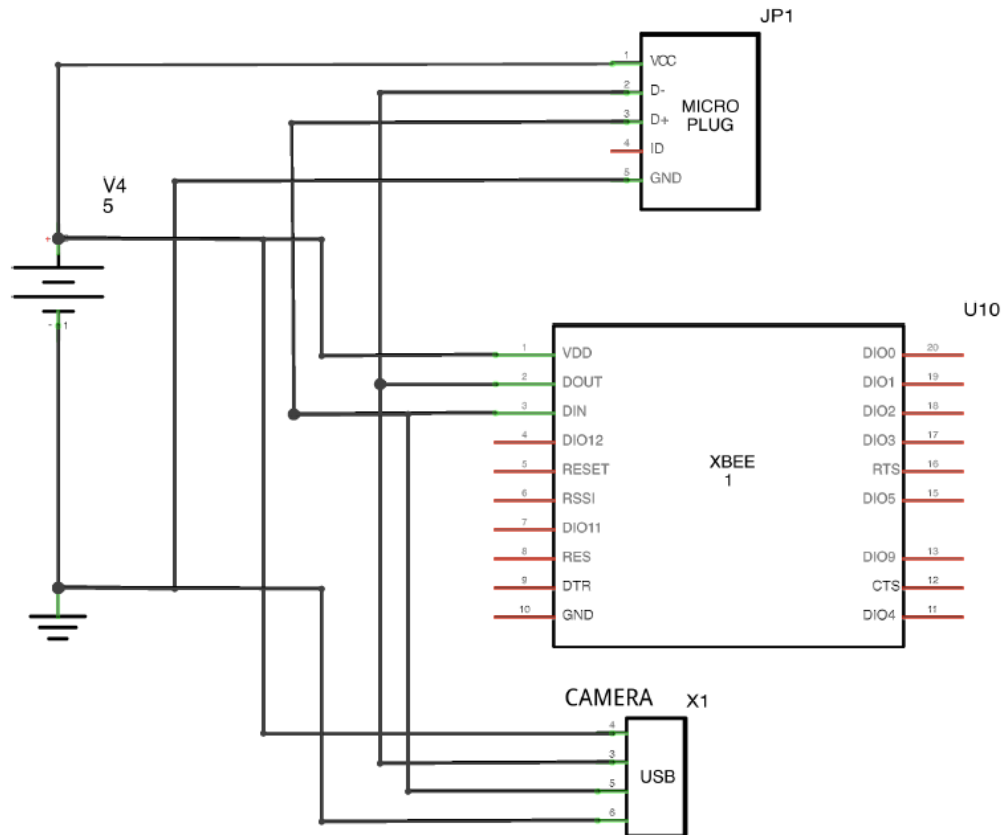 JP1
1 VCC
2 D-
3 D+
4 ID
5 GND
MICRO
PLUG
V4
5
+
- 1
U10
1 VDD
2 DOUT
3 DIN
4 DIO12
5 RESET
6 RSSI
7 DIO11
8 RES
9 DTR
10 GND
XBEE
1
DIO0 20
DIO1 19
DIO2 18
DIO3 17
RTS 16
DIO5 15
DIO9 13
CTS 12
DIO4 11
CAMERA X1
4
3
5
6
USB